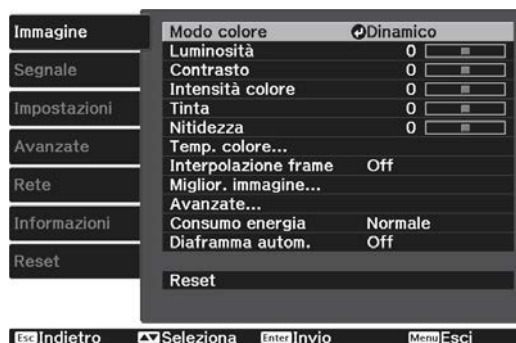 Immagine
Segnale
Impostazioni
Avanzate
Rete
Informazioni
Reset
Modo colore Dinamico
Luminosità 0
Contrasto 0
Intensità colore 0
Tinta 0
Nitidezza 0
Temp. colore...
Interpolazione frame Off
Miglior. immagine...
Avanzate...
Consumo energia Normale
Diaframma autom. Off
Reset
Esc Indietro Seleziona Enter Invio Menu Esci